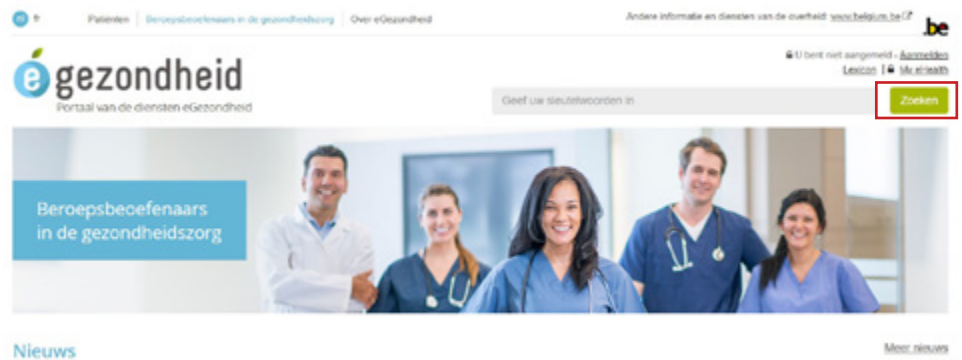 nl fr Patiënten Beroepsbeoefenaars in de gezondheidszorg Over eGezondheid Andere informatie en diensten van de overheid: www.belgium.be
.be
U bent niet aangemeld - Aanmelden
Lexicon | My eHealth
é gezondheid
Portaal van de diensten eGezondheid
Geef uw sleutelwoorden in Zoeken
Beroepsbeoefenaars
in de gezondheidszorg
Nieuws Meer nieuws